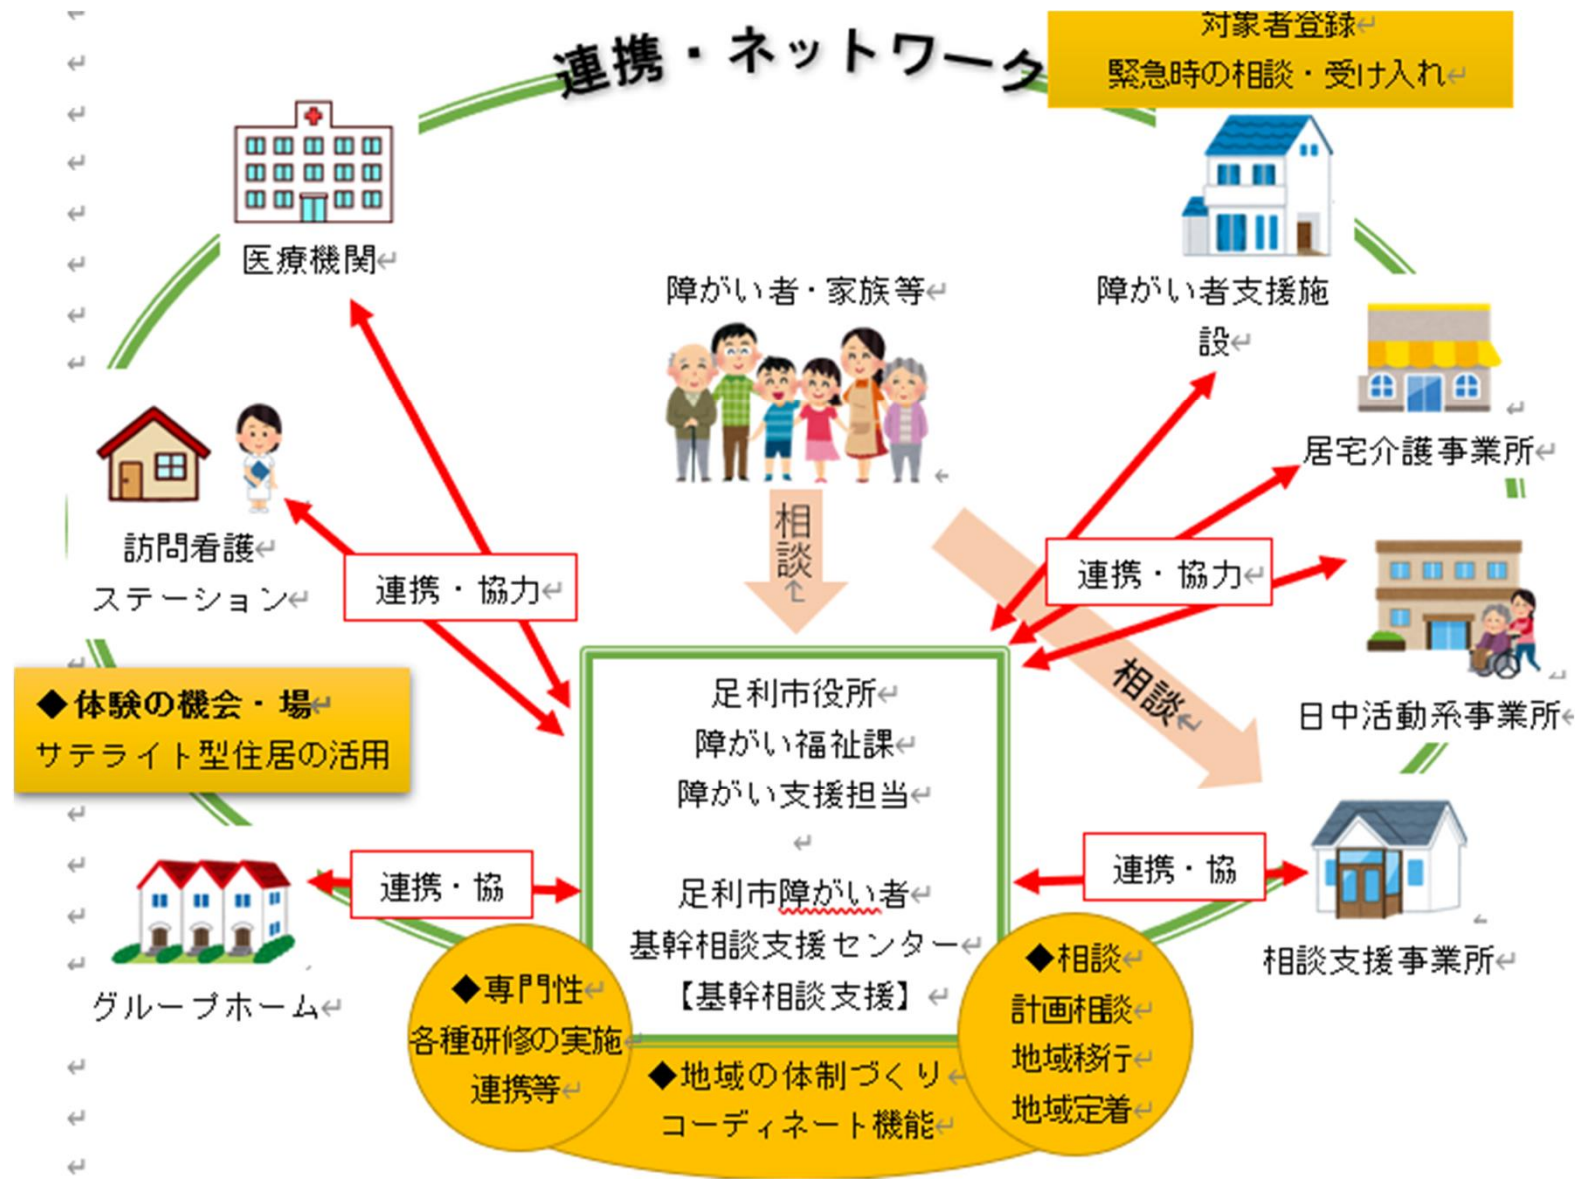 連携・ネットワーク
対象者登録
緊急時の相談・受け入れ
医療機関
障がい者・家族等
障がい者支援施
設
居宅介護事業所
訪問看護
ステーション
相談
連携・協力
連携・協力
相談
日中活動系事業所
◆体験の機会・場
サテライト型住居の活用
足利市役所
障がい福祉課
障がい支援担当
足利市障がい者
基幹相談支援センター
【基幹相談支援】
連携・協
連携・協
グループホーム
相談支援事業所
◆専門性
各種研修の実施
連携等
◆地域の体制づくり
コーディネート機能
◆相談
計画相談
地域移行
地域定着